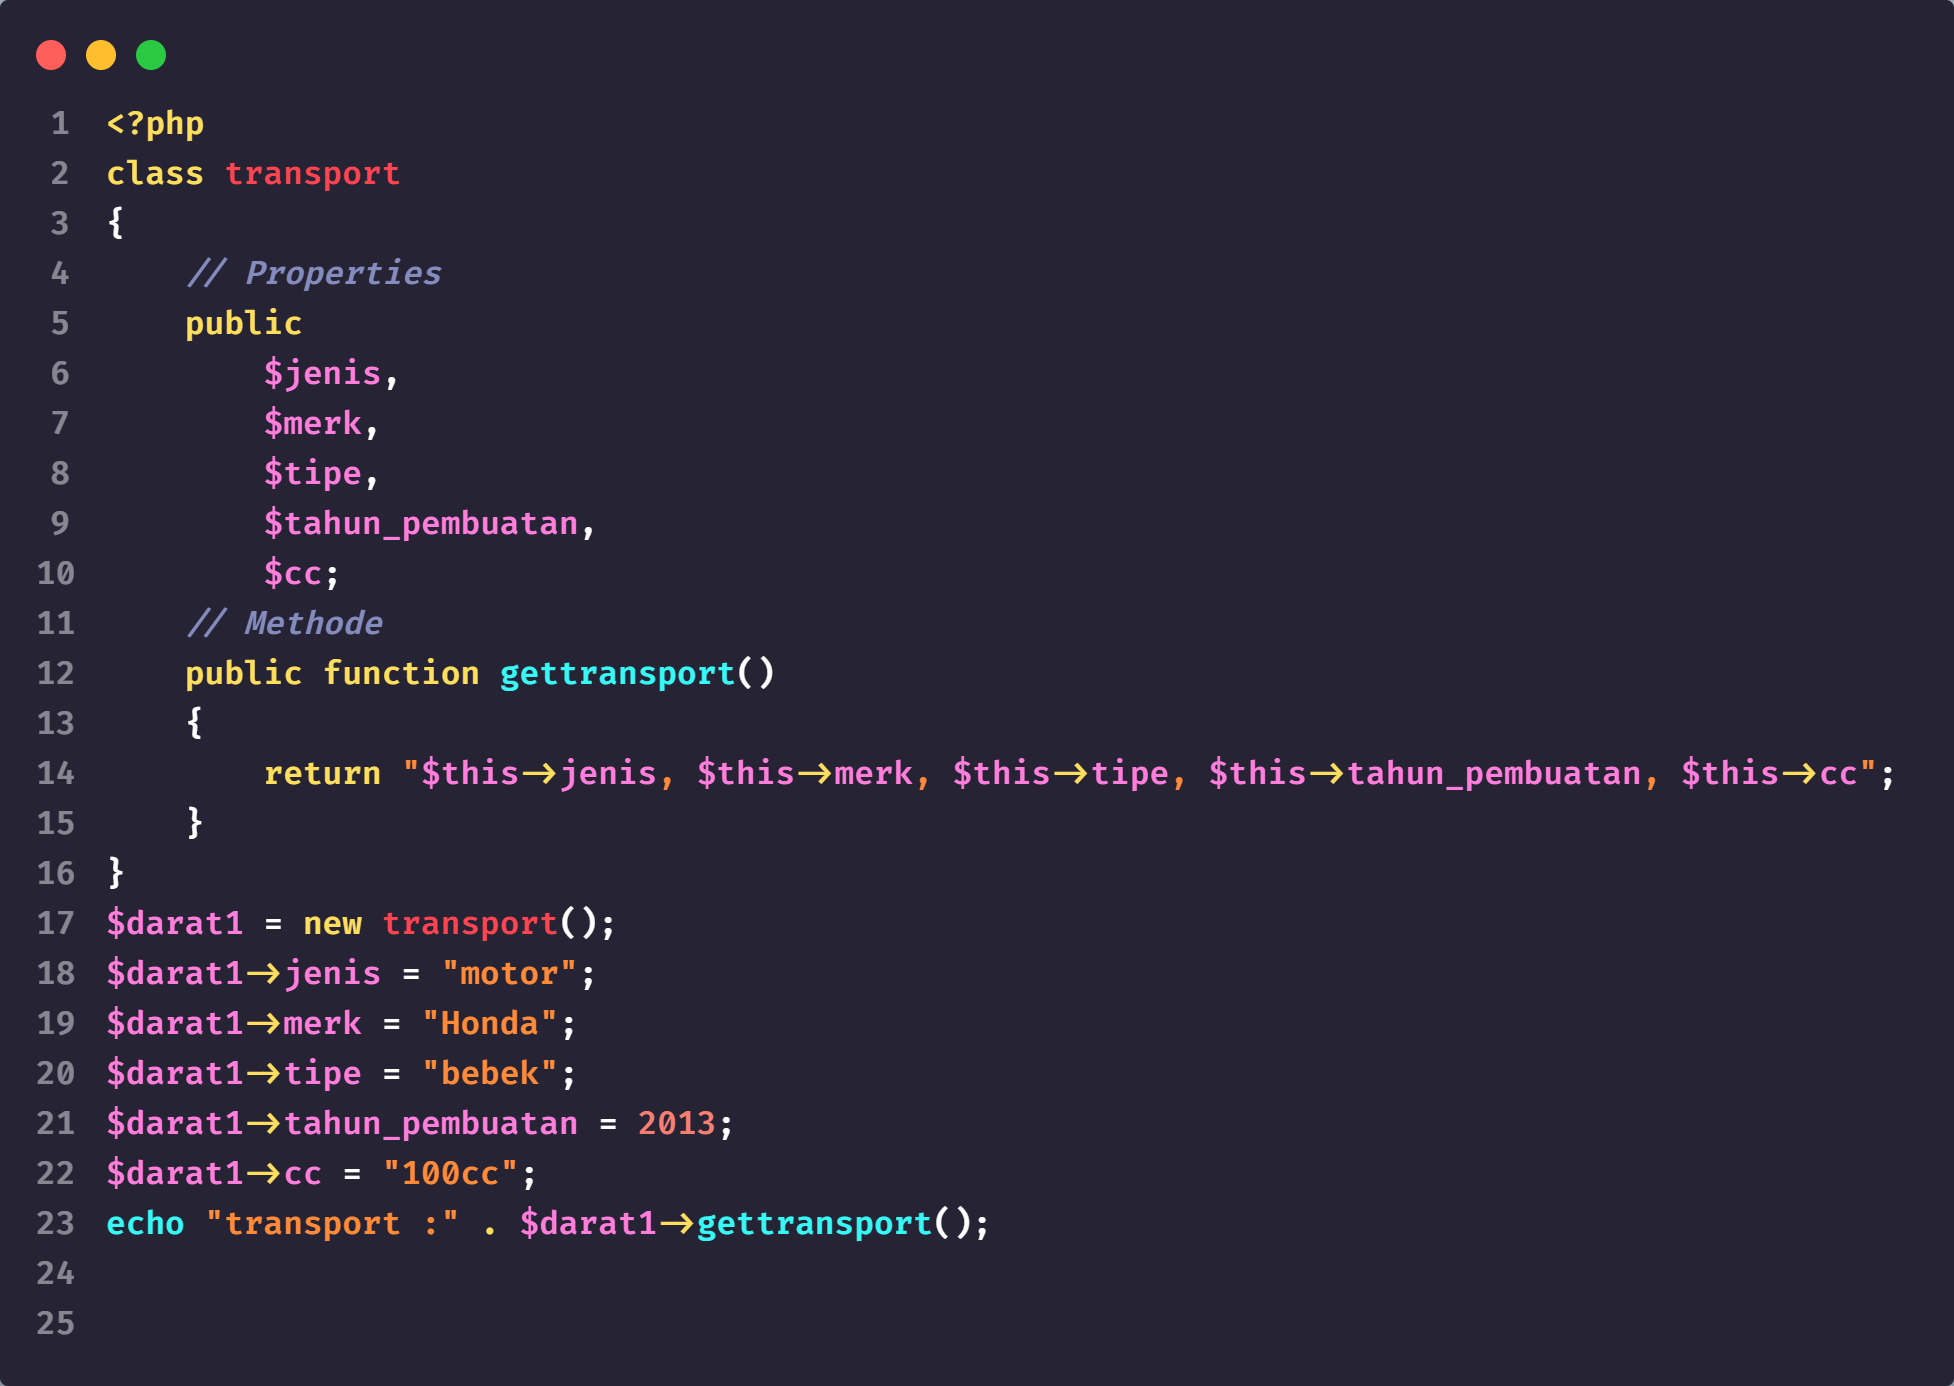 1 <?php
2 class transport
3 {
4     // Properties
5     public
6         $jenis,
7         $merk,
8         $tipe,
9         $tahun_pembuatan,
10         $cc;
11     // Methode
12     public function gettransport()
13     {
14         return "$this->jenis, $this->merk, $this->tipe, $this->tahun_pembuatan, $this->cc";
15     }
16 }
17 $darat1 = new transport();
18 $darat1->jenis = "motor";
19 $darat1->merk = "Honda";
20 $darat1->tipe = "bebek";
21 $darat1->tahun_pembuatan = 2013;
22 $darat1->cc = "100cc";
23 echo "transport :" . $darat1->gettransport();
24
25